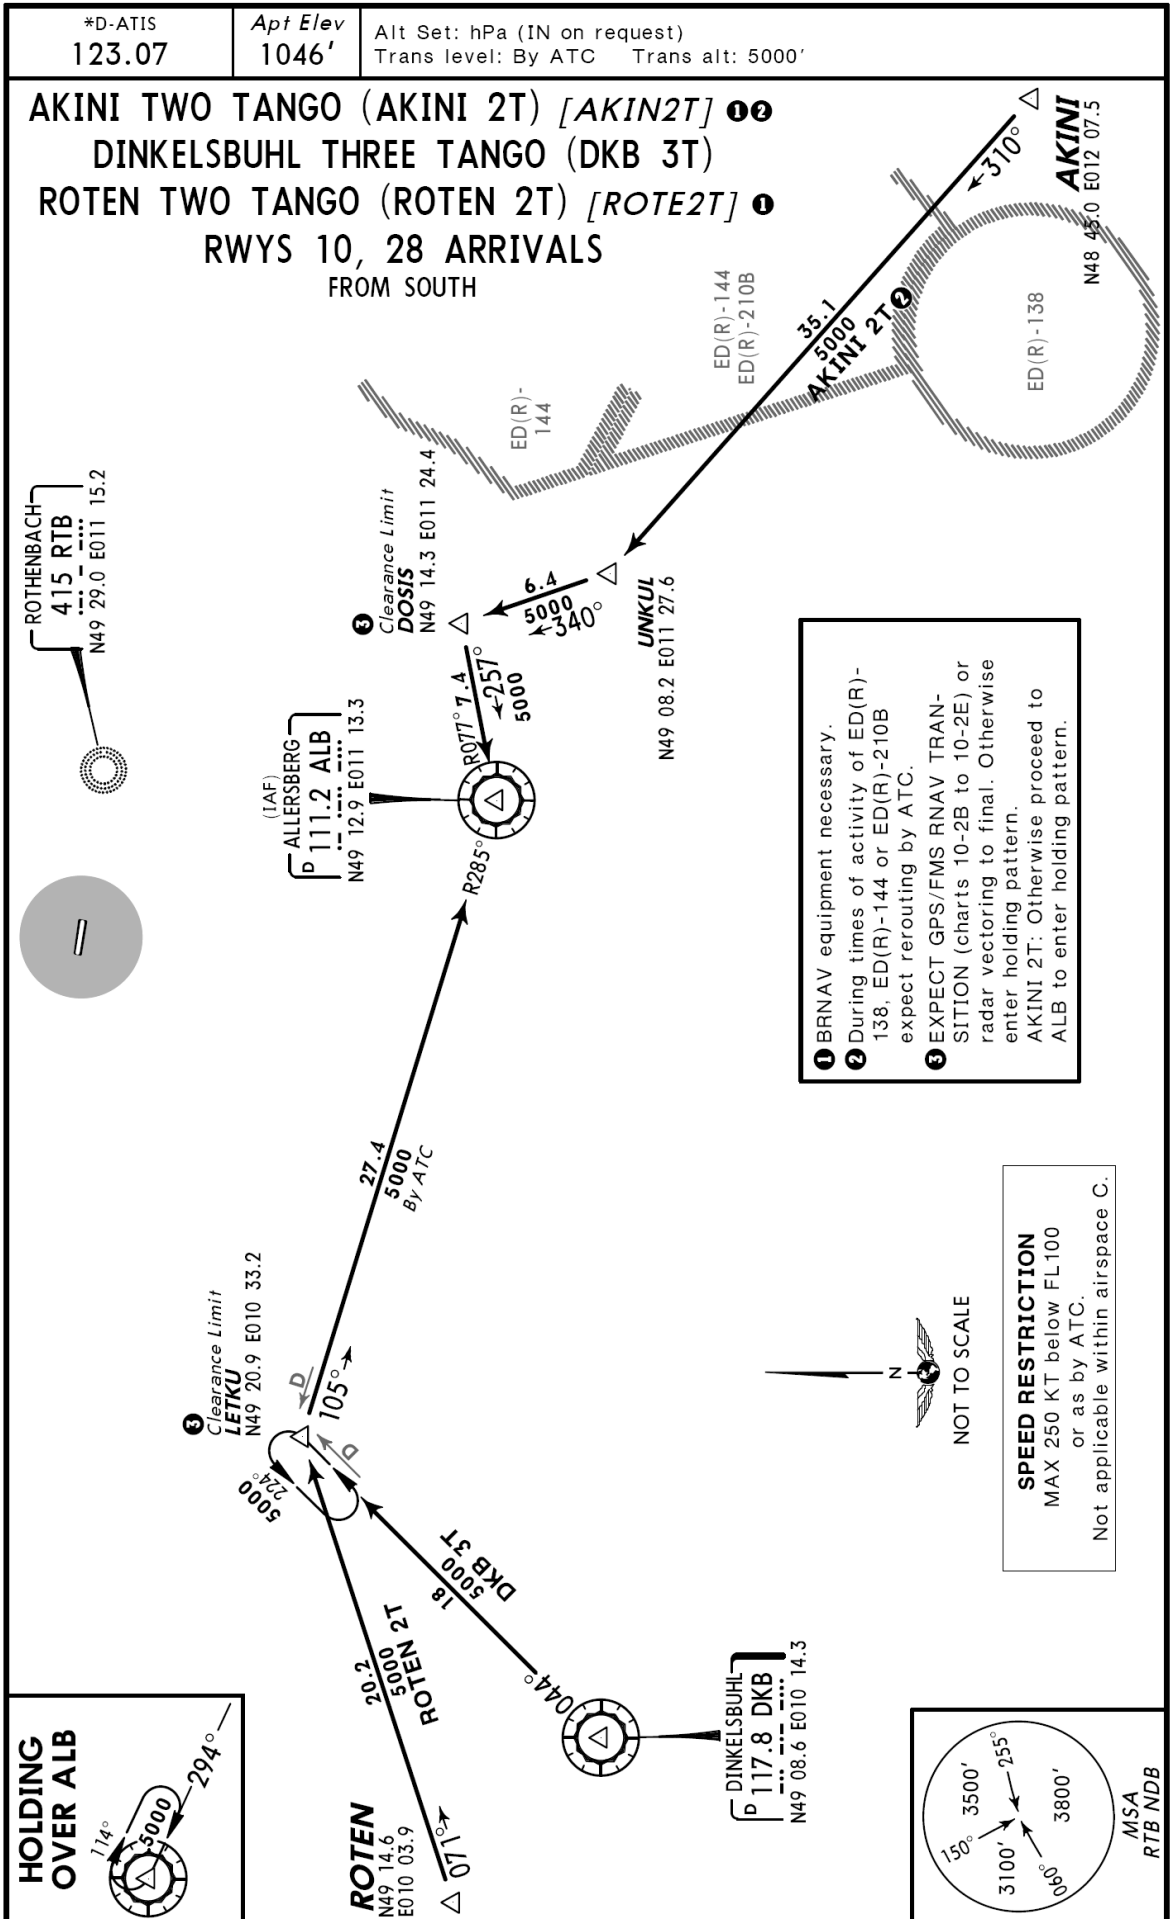 *D-ATIS
123.07
Apt Elev
1046'
Alt Set: hPa (IN on request)
Trans level: By ATC Trans alt: 5000'
AKINI TWO TANGO (AKINI 2T) [AKIN2T] ❶❷
DINKELSBUHL THREE TANGO (DKB 3T)
ROTEN TWO TANGO (ROTEN 2T) [ROTE2T] ❶
RWYS 10, 28 ARRIVALS
FROM SOUTH
AKINI
N48 45.0 E012 07.5
310°
35.1
5000
AKINI 2T ❷
ED(R)-138
ED(R)-144
ED(R)-210B
ED(R)-
144
ROTHENBACH
415 RTB
N49 29.0 E011 15.2
❸
Clearance Limit
DOSIS
N49 14.3 E011 24.4
6.4
5000
340°
UNKUL
N49 08.2 E011 27.6
R077° 7.4
257°
5000
(IAF)
ALLERSBERG
D 111.2 ALB
N49 12.9 E011 13.3
R285°
27.4
5000
By ATC
❸
Clearance Limit
LETKU
N49 20.9 E010 33.2
D
105°
D
5000
224°
18
5000
DKB 3T
044°
20.2
5000
ROTEN 2T
071°
ROTEN
N49 14.6
E010 03.9
DINKELSBUHL
D 117.8 DKB
N49 08.6 E010 14.3
❶ BRNAV equipment necessary.
❷ During times of activity of ED(R)-
138, ED(R)-144 or ED(R)-210B
expect rerouting by ATC.
❸ EXPECT GPS/FMS RNAV TRAN-
SITION (charts 10-2B to 10-2E) or
radar vectoring to final. Otherwise
enter holding pattern.
AKINI 2T: Otherwise proceed to
ALB to enter holding pattern.
N
NOT TO SCALE
SPEED RESTRICTION
MAX 250 KT below FL100
or as by ATC.
Not applicable within airspace C.
HOLDING
OVER ALB
114°
5000
294°
150°
3500'
255°
3100'
3800'
060°
MSA
RTB NDB